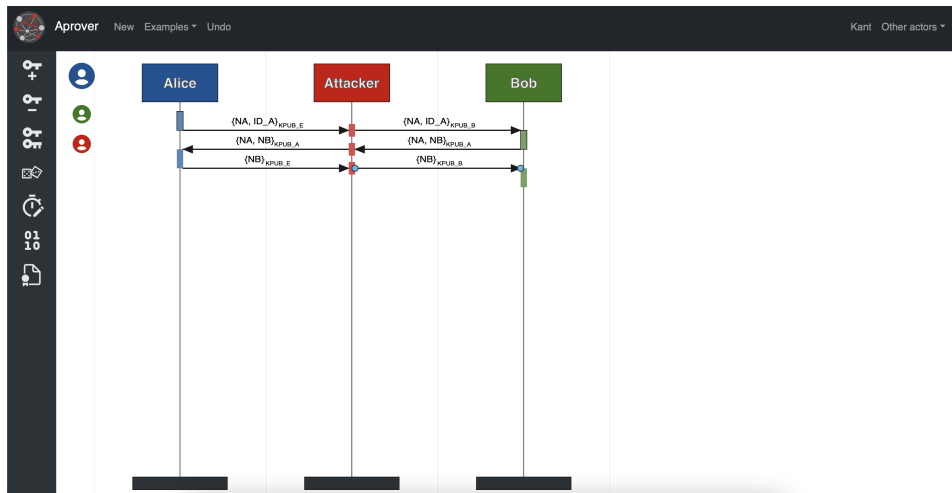 Aprover New Examples Undo Kant Other actors
Alice Attacker Bob
{NA, ID_A}KPUB_E {NA, ID_A}KPUB_B
{NA, NB}KPUB_A {NA, NB}KPUB_A
{NB}KPUB_E {NB}KPUB_B
01
10